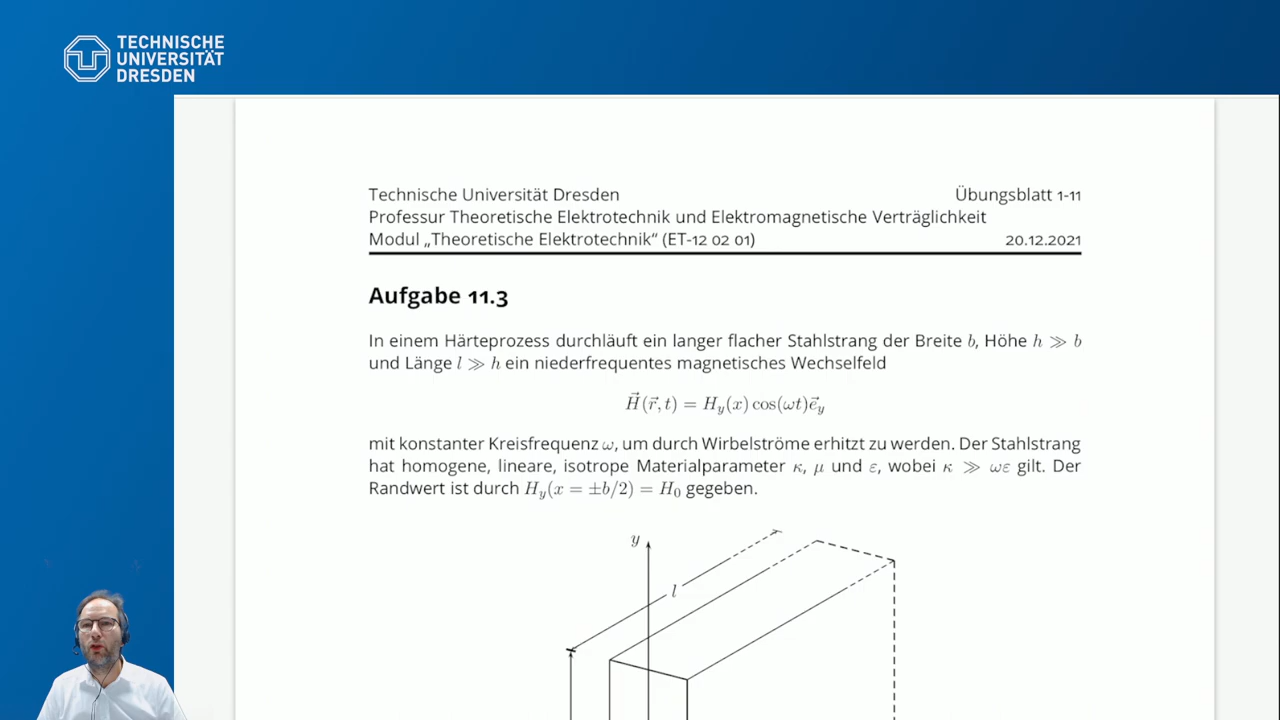 TECHNISCHE
UNIVERSITÄT
DRESDEN
Technische Universität Dresden Übungsblatt 1-11
Professur Theoretische Elektrotechnik und Elektromagnetische Verträglichkeit
Modul „Theoretische Elektrotechnik“ (ET-12 02 01) 20.12.2021
Aufgabe 11.3
In einem Härteprozess durchläuft ein langer flacher Stahlstrang der Breite b, Höhe h ≫ b
und Länge l ≫ h ein niederfrequentes magnetisches Wechselfeld
H⃗(r⃗, t) = H_y(x) cos(ωt)e⃗_y
mit konstanter Kreisfrequenz ω, um durch Wirbelströme erhitzt zu werden. Der Stahlstrang
hat homogene, lineare, isotrope Materialparameter κ, μ und ε, wobei κ ≫ ωε gilt. Der
Randwert ist durch H_y(x = ±b/2) = H_0 gegeben.
y
l